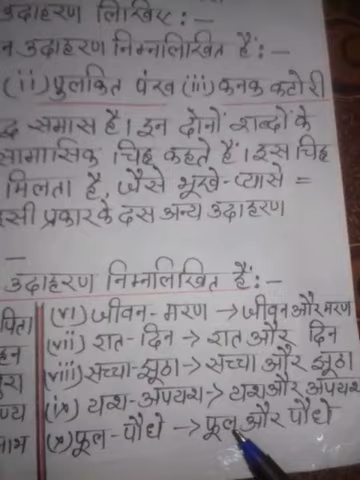 उदाहरण लिखिए:-
न उदाहरण निम्नलिखित हैं:-
(ii) पुलकित पंख (iii) कनक कटोरी
द्व समास है। इन दोनों शब्दों के
सामासिक चिह्न कहते हैं। इस चिह्न
मिलता है, जैसे भूखे-प्यासे =
इसी प्रकार के दस अन्य उदाहरण
उदाहरण निम्नलिखित हैं:-
पिता (vi) जीवन-मरण → जीवन और मरण
(vii) रात-दिन → रात और दिन
हन (viii) सच्चा-झूठा → सच्चा और झूठा
बुरा (ix) यश-अपयश → यश और अपयश
ण्य (x) फूल-पौधे → फूल और पौधे
लाभ